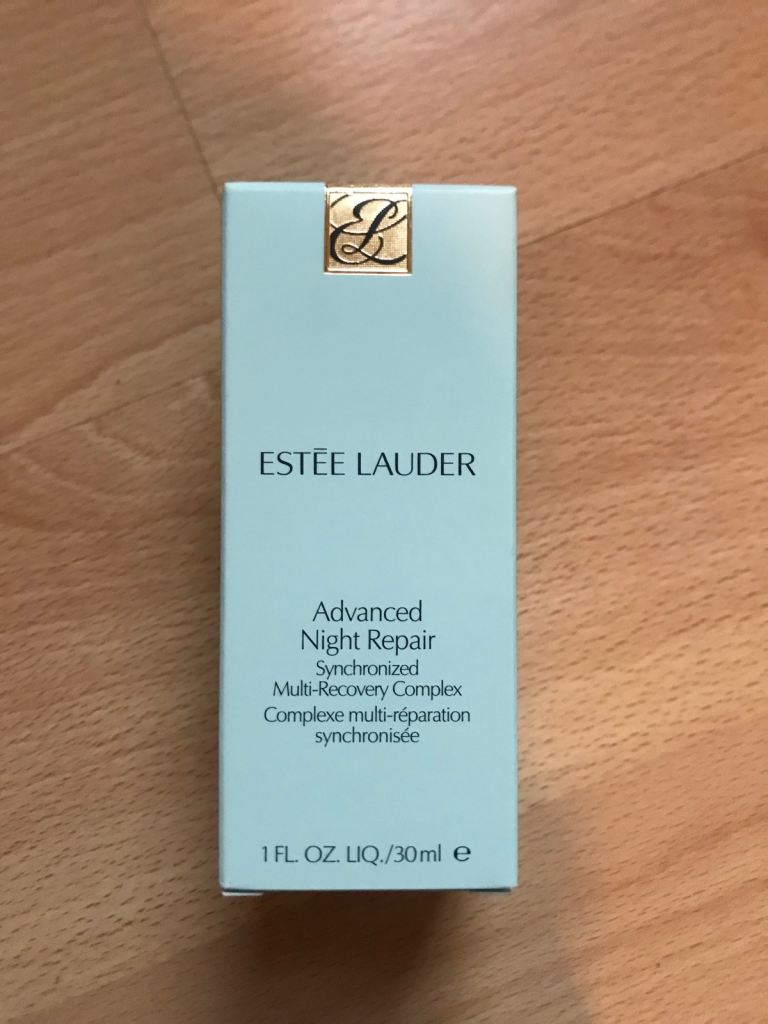 EL
ESTĒE LAUDER
Advanced
Night Repair
Synchronized
Multi-Recovery Complex
Complexe multi-réparation
synchronisée
1 FL. OZ. LIQ./30 ml ℮